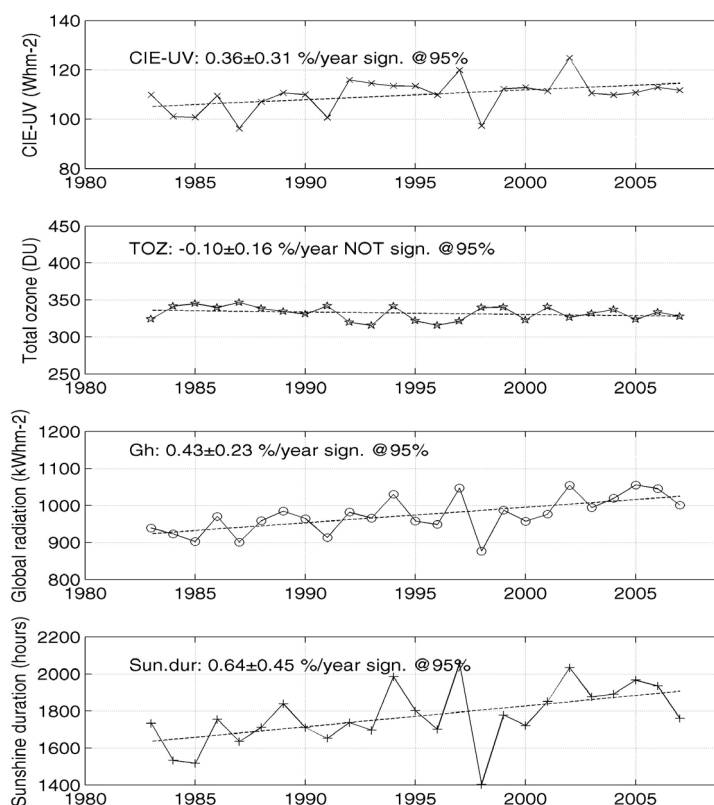 140
120
100
80
CIE-UV (Whm-2)
CIE-UV: 0.36±0.31 %/year sign. @95%
1980 1985 1990 1995 2000 2005
450
400
350
300
250
Total ozone (DU)
TOZ: -0.10±0.16 %/year NOT sign. @95%
1980 1985 1990 1995 2000 2005
1200
1100
1000
900
800
Global radiation (kWhm-2)
Gh: 0.43±0.23 %/year sign. @95%
1980 1985 1990 1995 2000 2005
2200
2000
1800
1600
1400
Sunshine duration (hours)
Sun.dur: 0.64±0.45 %/year sign. @95%
1980 1985 1990 1995 2000 2005